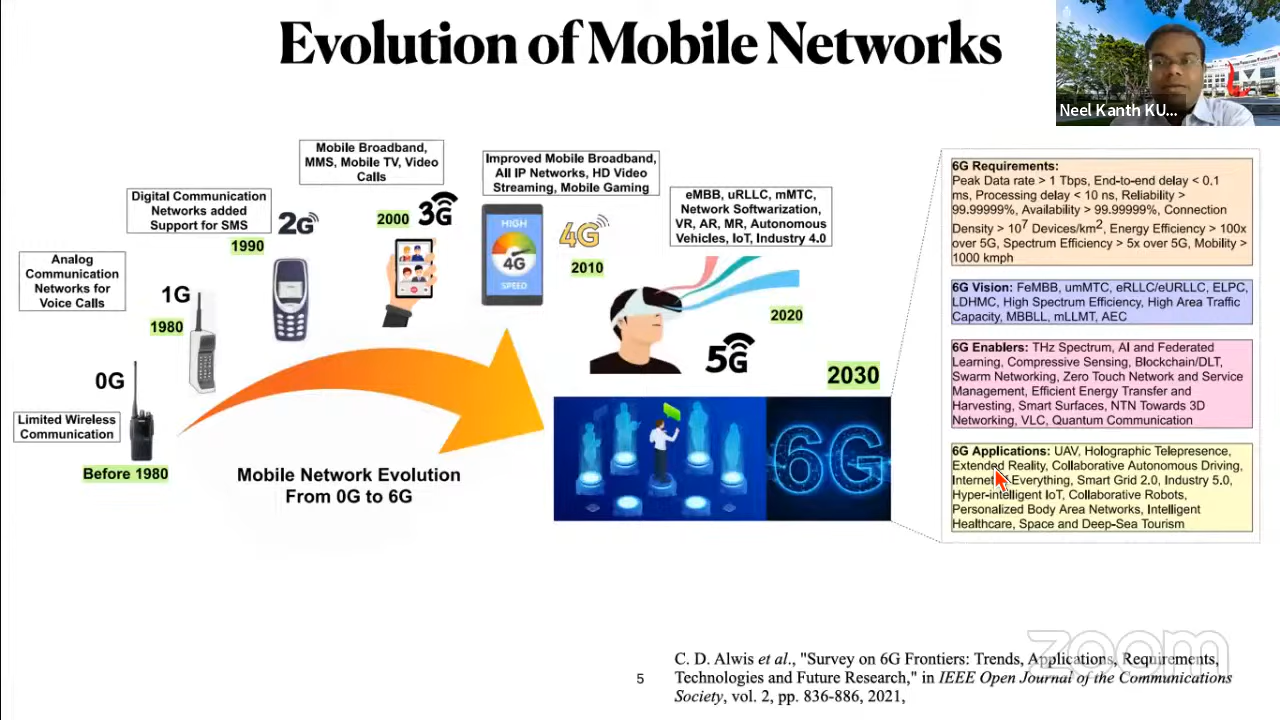 Evolution of Mobile Networks
Neel Kanth KU...
Limited Wireless
Communication
0G
Before 1980
Analog
Communication
Networks for
Voice Calls
1G
1980
Digital Communication
Networks added
Support for SMS
1990
2G
Mobile Broadband,
MMS, Mobile TV, Video
Calls
2000
3G
Improved Mobile Broadband,
All IP Networks, HD Video
Streaming, Mobile Gaming
HIGH
4G
SPEED
4G
2010
eMBB, uRLLC, mMTC,
Network Softwarization,
VR, AR, MR, Autonomous
Vehicles, IoT, Industry 4.0
2020
5G
2030
6G
Mobile Network Evolution
From 0G to 6G
6G Requirements:
Peak Data rate > 1 Tbps, End-to-end delay < 0.1
ms, Processing delay < 10 ns, Reliability >
99.99999%, Availability > 99.99999%, Connection
Density > 10⁷ Devices/km², Energy Efficiency > 100x
over 5G, Spectrum Efficiency > 5x over 5G, Mobility >
1000 kmph
6G Vision: FeMBB, umMTC, eRLLC/eURLLC, ELPC,
LDHMC, High Spectrum Efficiency, High Area Traffic
Capacity, MBBLL, mLLMT, AEC
6G Enablers: THz Spectrum, AI and Federated
Learning, Compressive Sensing, Blockchain/DLT,
Swarm Networking, Zero Touch Network and Service
Management, Efficient Energy Transfer and
Harvesting, Smart Surfaces, NTN Towards 3D
Networking, VLC, Quantum Communication
6G Applications: UAV, Holographic Telepresence,
Extended Reality, Collaborative Autonomous Driving,
Internet Everything, Smart Grid 2.0, Industry 5.0,
Hyper-intelligent IoT, Collaborative Robots,
Personalized Body Area Networks, Intelligent
Healthcare, Space and Deep-Sea Tourism
zoom
5
C. D. Alwis et al., "Survey on 6G Frontiers: Trends, Applications, Requirements,
Technologies and Future Research," in IEEE Open Journal of the Communications
Society, vol. 2, pp. 836-886, 2021,